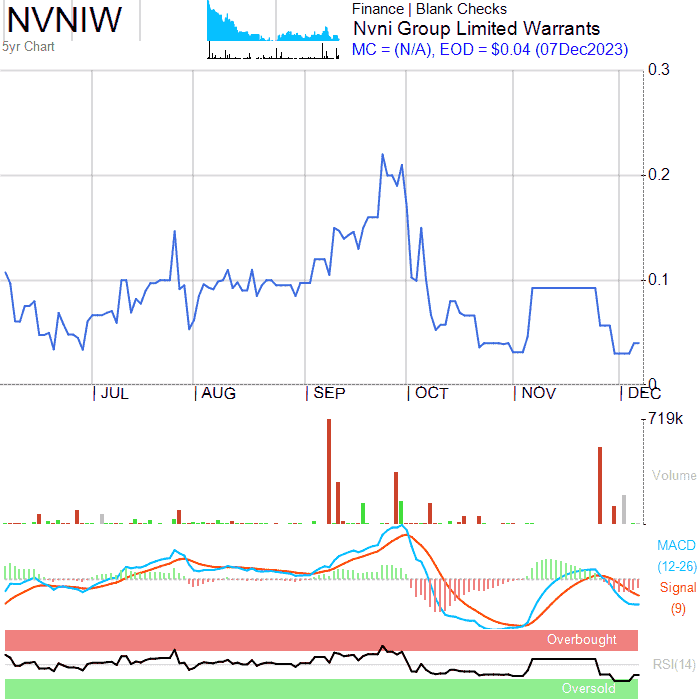 NVNIW
5yr Chart
Finance | Blank Checks
Nvni Group Limited Warrants
MC = (N/A), EOD = $0.04 (07Dec2023)
0.3
0.2
0.1
0
JUL AUG SEP OCT NOV DEC
719k
Volume
MACD
(12-26)
Signal
(9)
Overbought
RSI(14)
Oversold